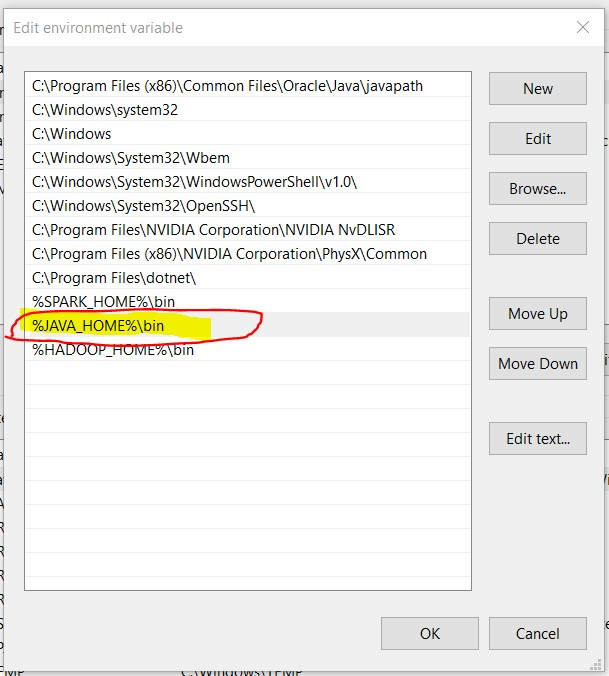 Edit environment variable
C:\Program Files (x86)\Common Files\Oracle\Java\javapath
C:\Windows\system32
C:\Windows
C:\Windows\System32\Wbem
C:\Windows\System32\WindowsPowerShell\v1.0\
C:\Windows\System32\OpenSSH\
C:\Program Files\NVIDIA Corporation\NVIDIA NvDLISR
C:\Program Files (x86)\NVIDIA Corporation\PhysX\Common
C:\Program Files\dotnet\
%SPARK_HOME%\bin
%JAVA_HOME%\bin
%HADOOP_HOME%\bin
New
Edit
Browse...
Delete
Move Up
Move Down
Edit text...
OK
Cancel
C:\Windows\TEMP